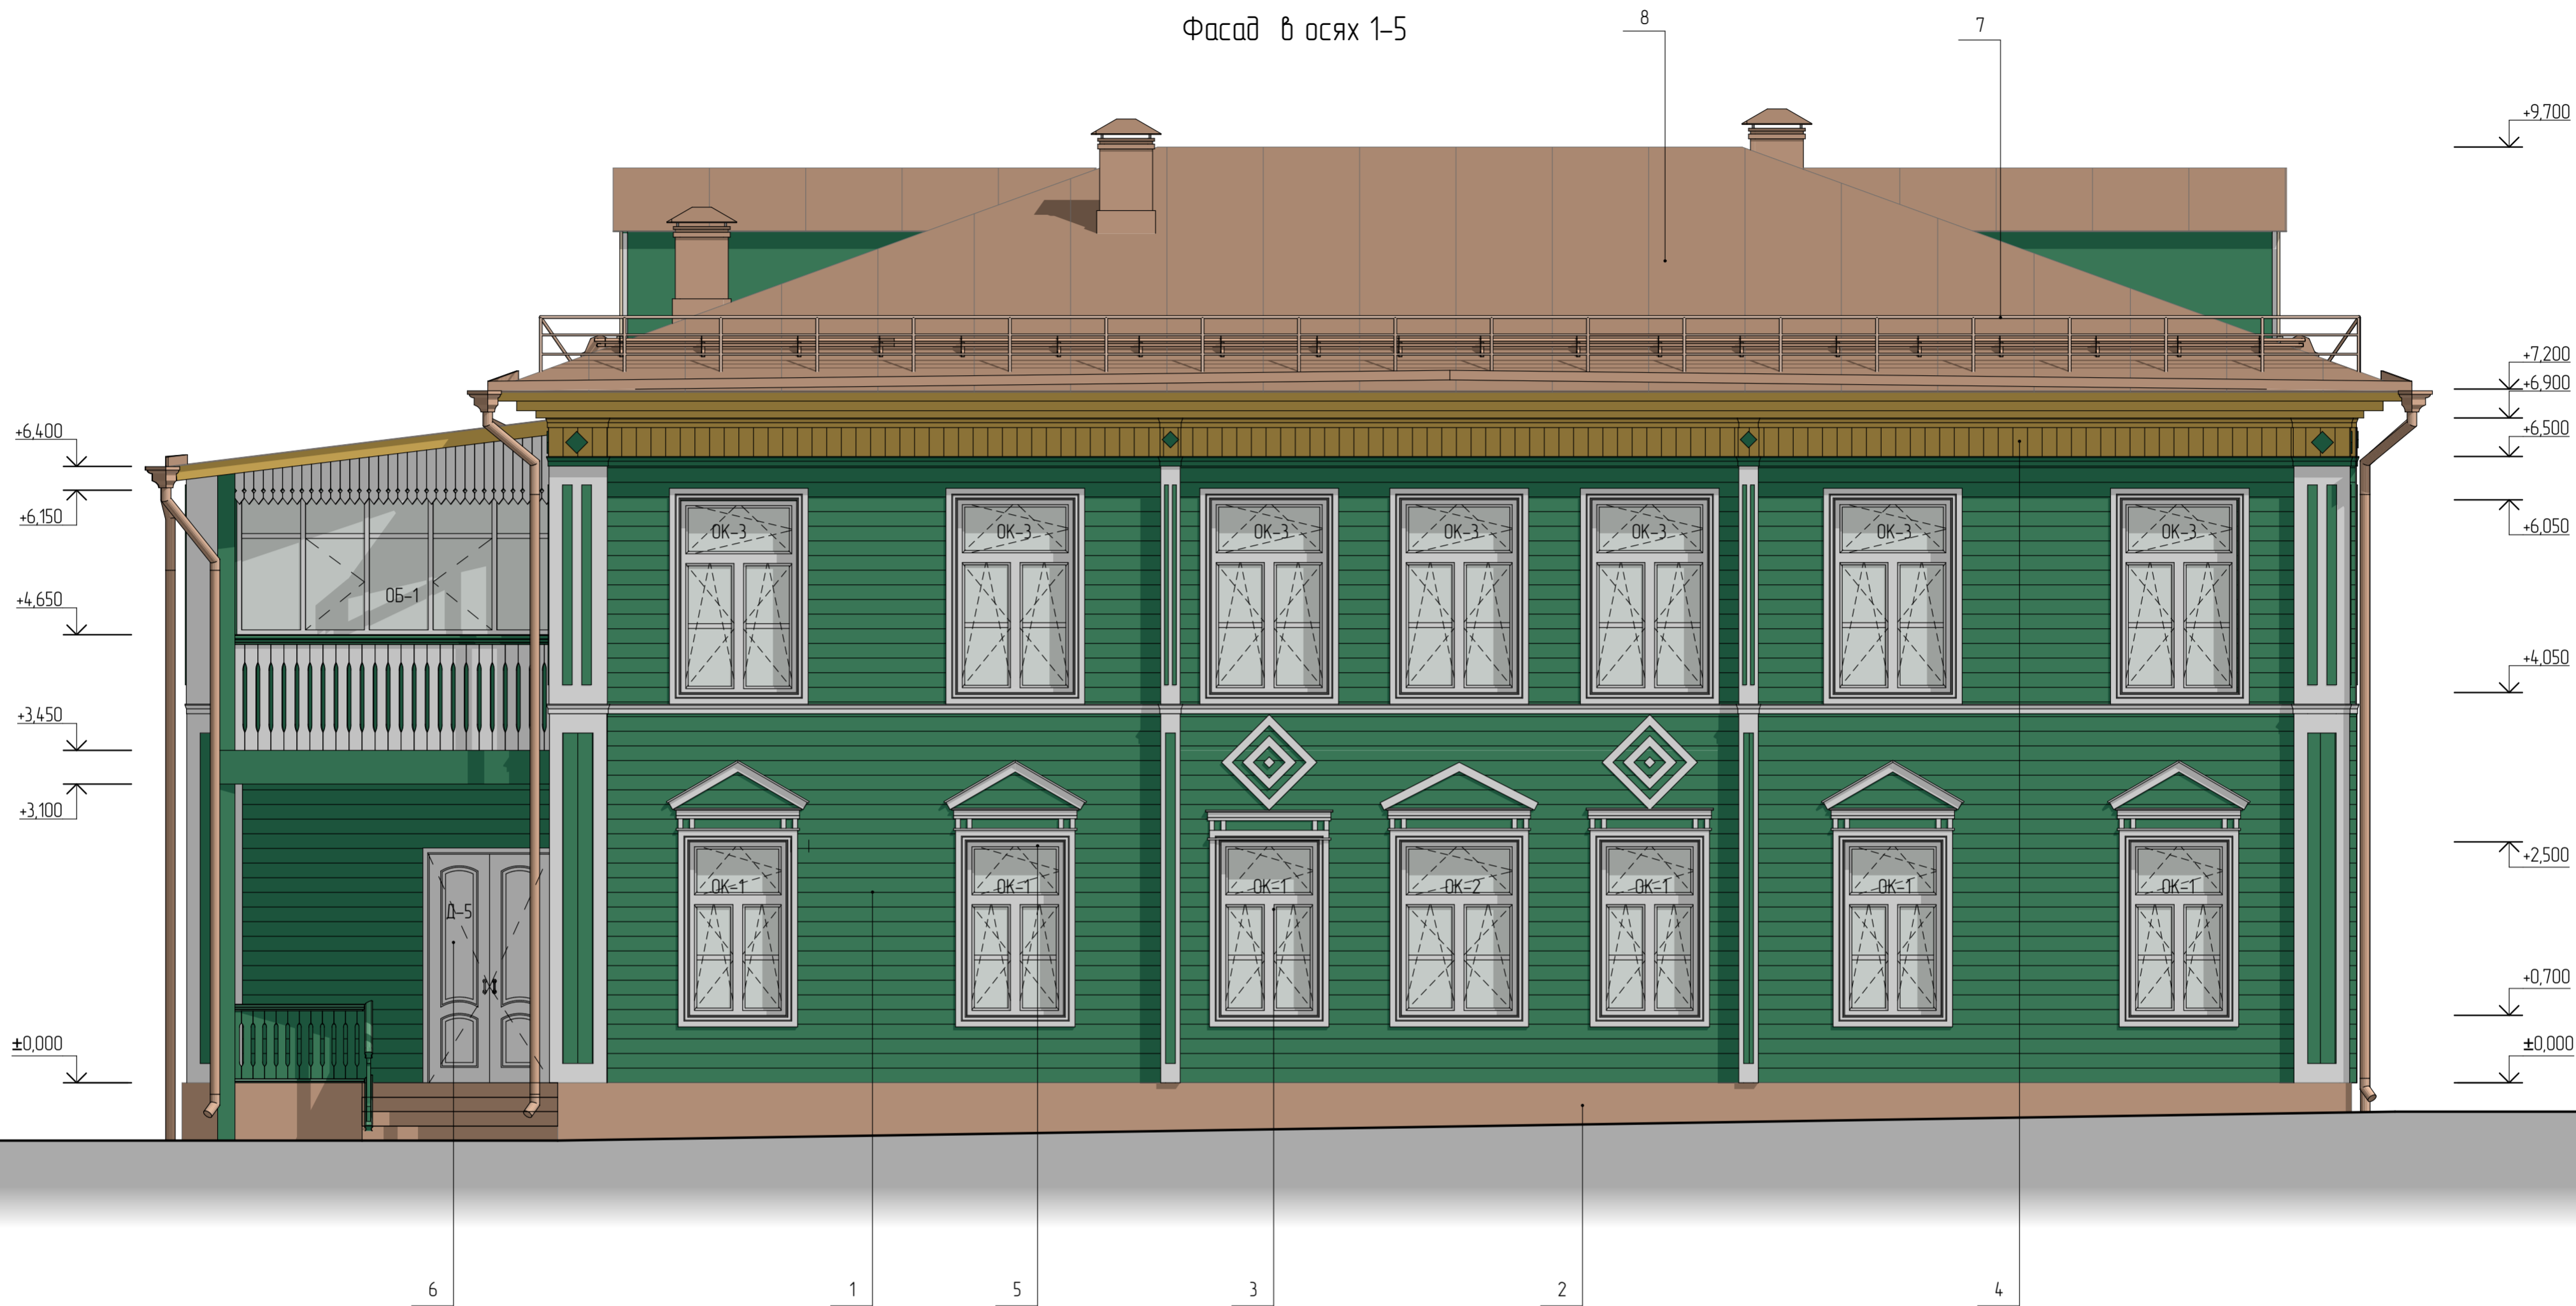 Фасад в осях 1-5
8
7
+9,700
+7,200
+6,900
+6,400
+6,500
+6,150
+6,050
ОК-3
ОК-3
ОК-3
ОК-3
ОК-3
ОК-3
ОК-3
ОБ-1
+4,650
+4,050
+3,450
+3,100
+2,500
ОК-1
ОК-1
ОК-1
ОК-2
ОК-1
ОК-1
ОК-1
Д-5
+0,700
±0,000
±0,000
6
1
5
3
2
4